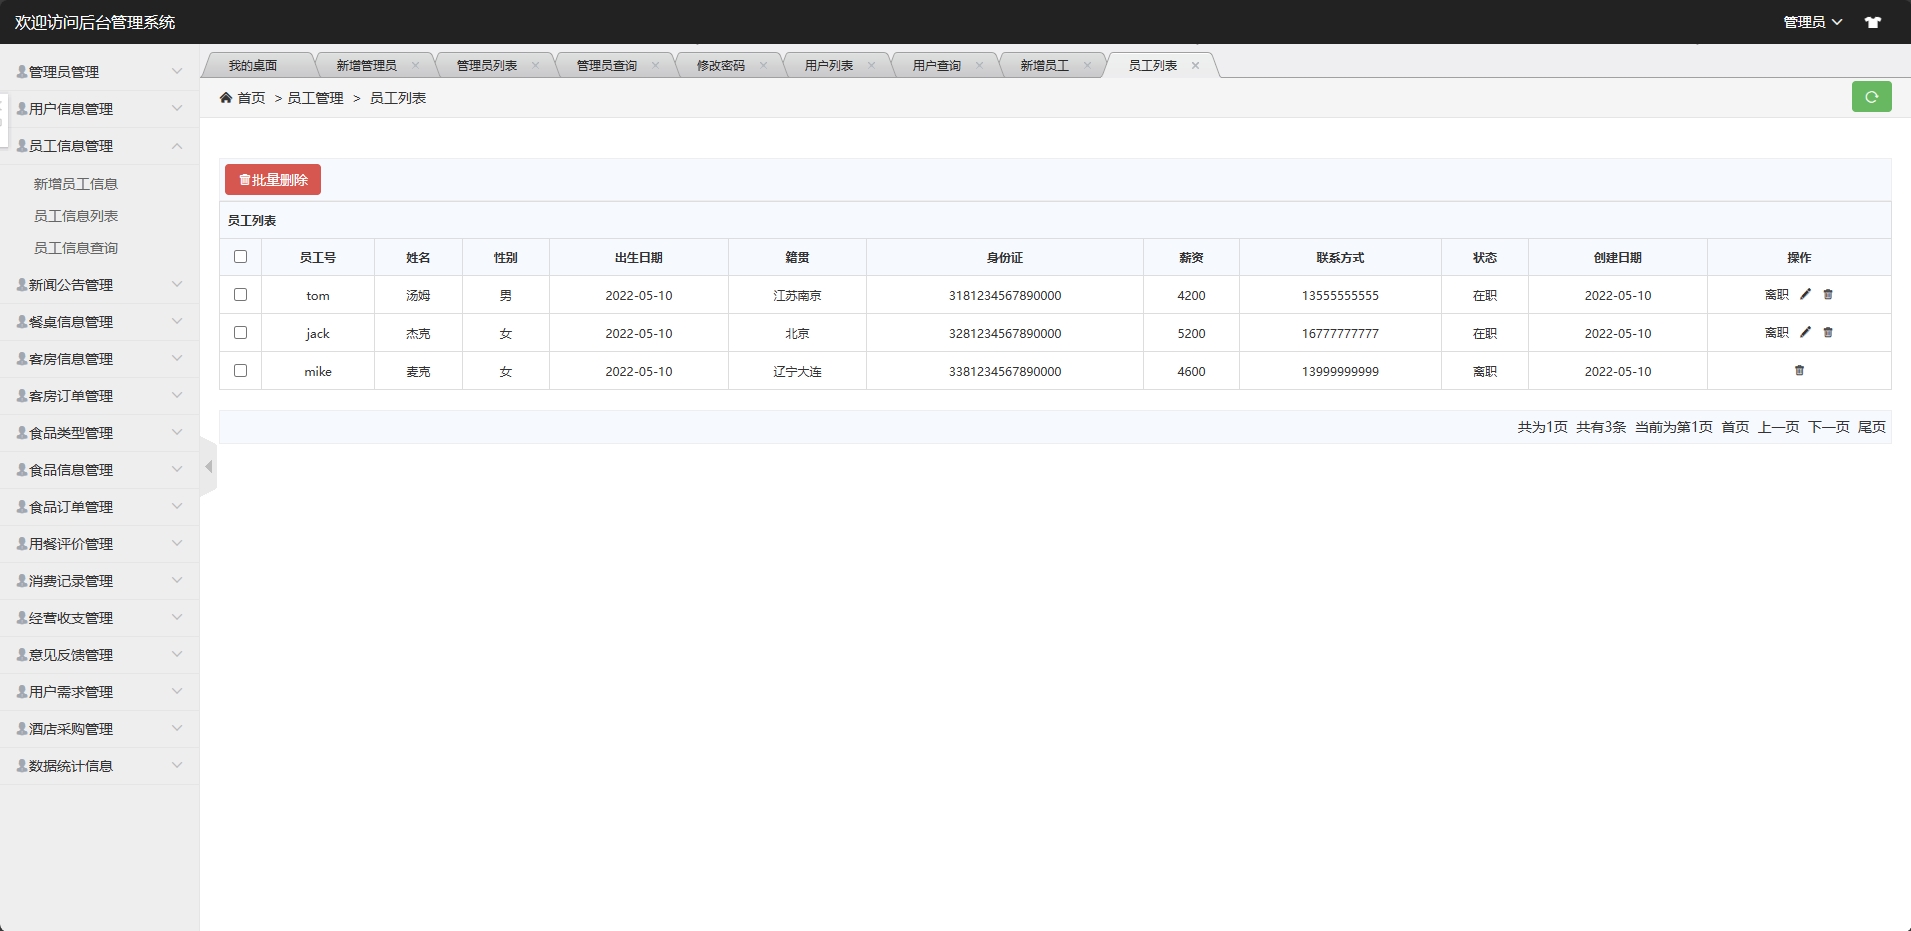 欢迎访问后台管理系统
管理员
管理员管理
用户信息管理
员工信息管理
新增员工信息
员工信息列表
员工信息查询
新闻公告管理
餐桌信息管理
客房信息管理
客房订单管理
食品类型管理
食品信息管理
食品订单管理
用餐评价管理
消费记录管理
经营收支管理
意见反馈管理
用户需求管理
酒店采购管理
数据统计信息
我的桌面 新增管理员 管理员列表 管理员查询 修改密码 用户列表 用户查询 新增员工 员工列表
首页 > 员工管理 > 员工列表
批量删除
员工列表
员工号 姓名 性别 出生日期 籍贯 身份证 薪资 联系方式 状态 创建日期 操作
tom 汤姆 男 2022-05-10 江苏南京 3181234567890000 4200 13555555555 在职 2022-05-10 离职
jack 杰克 女 2022-05-10 北京 3281234567890000 5200 16777777777 在职 2022-05-10 离职
mike 麦克 女 2022-05-10 辽宁大连 3381234567890000 4600 13999999999 离职 2022-05-10
共为1页 共有3条 当前为第1页 首页 上一页 下一页 尾页